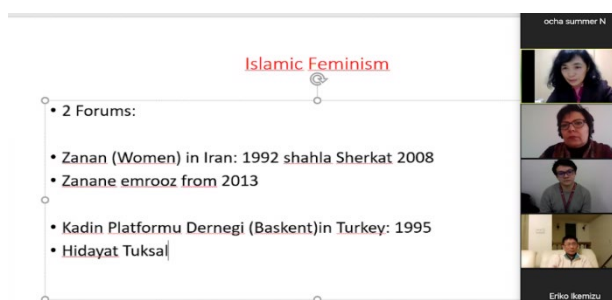 ocha summer N
Islamic Feminism
• 2 Forums:
• Zanan (Women) in Iran: 1992 shahla Sherkat 2008
• Zanane emrooz from 2013
• Kadin Platformu Dernegi (Baskent)in Turkey: 1995
• Hidayat Tuksal
Eriko Ikemizu